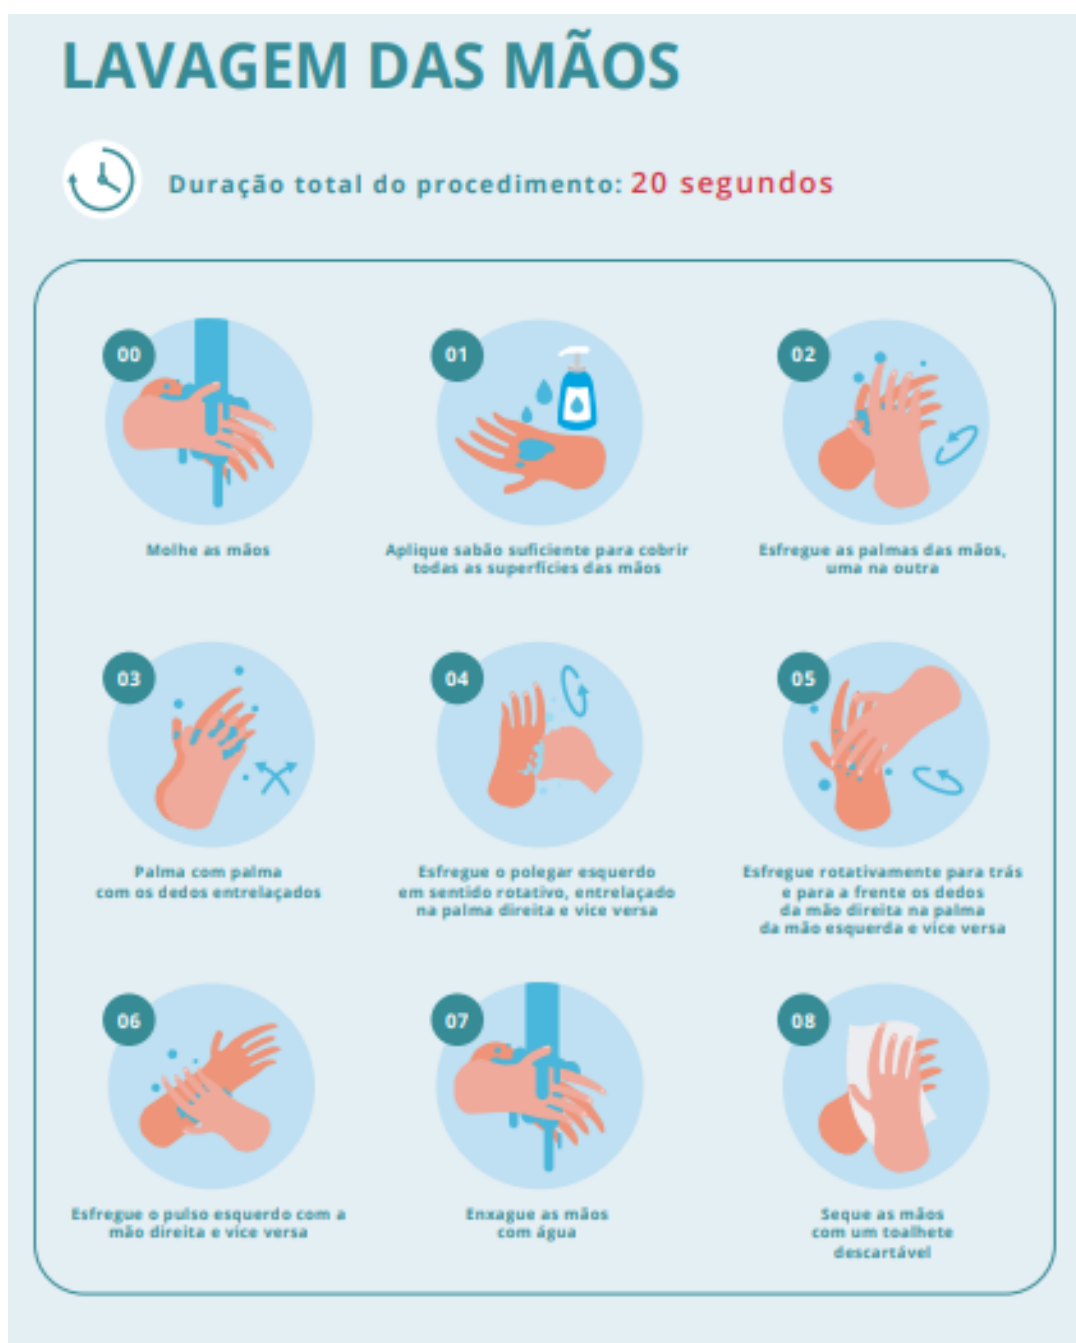 LAVAGEM DAS MÃOS
Duração total do procedimento: 20 segundos
00
Molhe as mãos
01
Aplique sabão suficiente para cobrir
todas as superfícies das mãos
02
Esfregue as palmas das mãos,
uma na outra
03
Palma com palma
com os dedos entrelaçados
04
Esfregue o polegar esquerdo
em sentido rotativo, entrelaçado
na palma direita e vice versa
05
Esfregue rotativamente para trás
e para a frente os dedos
da mão direita na palma
da mão esquerda e vice versa
06
Esfregue o pulso esquerdo com a
mão direita e vice versa
07
Enxague as mãos
com água
08
Seque as mãos
com um toalhete
descartável